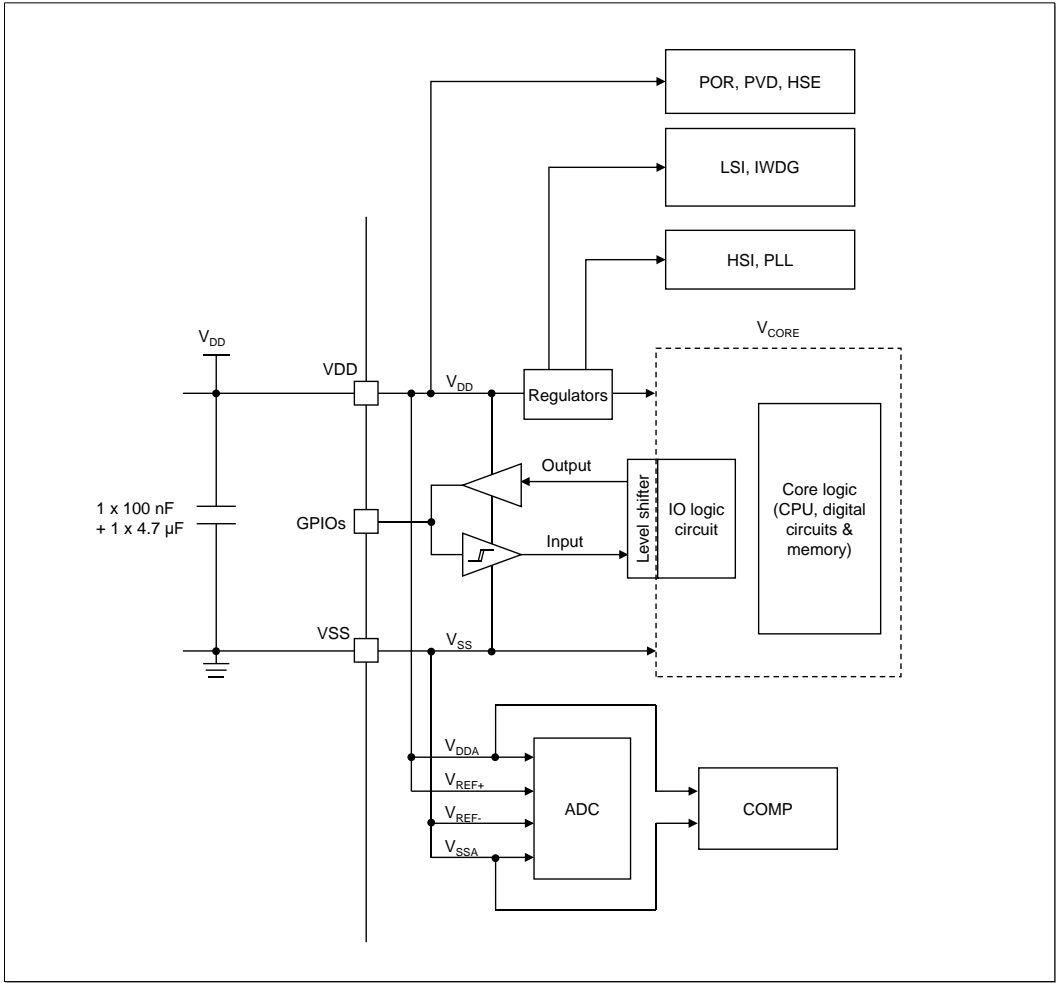 POR, PVD, HSE
LSI, IWDG
HSI, PLL
VCORE
VDD
VDD
VDD
Regulators
Output
1 x 100 nF
+ 1 x 4.7 µF
GPIOs
Input
Level shifter
IO logic
circuit
Core logic
(CPU, digital
circuits &
memory)
VSS
VSS
VDDA
VREF+
VREF-
VSSA
ADC
COMP